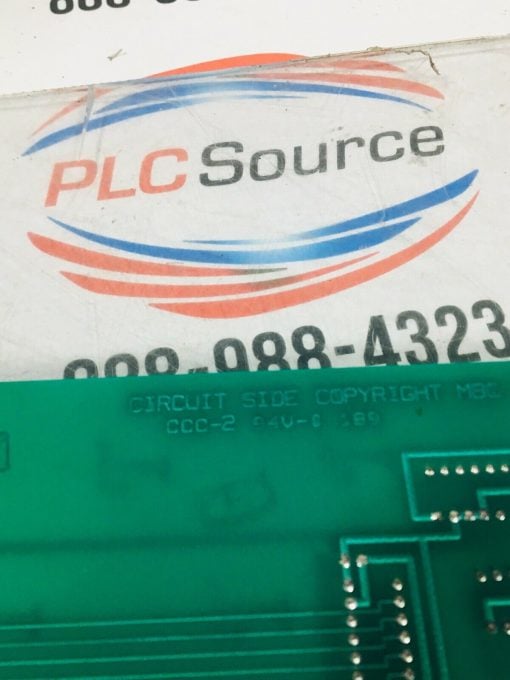 PLC Source
888-988-4323
CIRCUIT SIDE COPYRIGHT MBC
CCC-2 94V-0 189